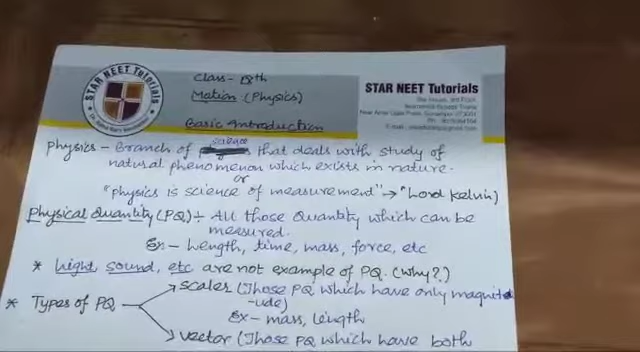 STAR NEET Tutorials
Class - 12th
Motion (Physics)
Basic Introduction
STAR NEET Tutorials
Physics - Branch of science that deals with study of
natural phenomenon which exists in nature.
or
"Physics is science of measurement" → "Lord Kelvin)
Physical Quantity (PQ) ÷ All those Quantity which can be
measured.
Ex - Length, time, mass, force, etc
* Light sound, etc are not example of PQ. (Why?)
* Types of PQ
→ Scaler (Those PQ which have only magnit
-ude)
Ex - mass, length
→ Vector (Those PQ which have both